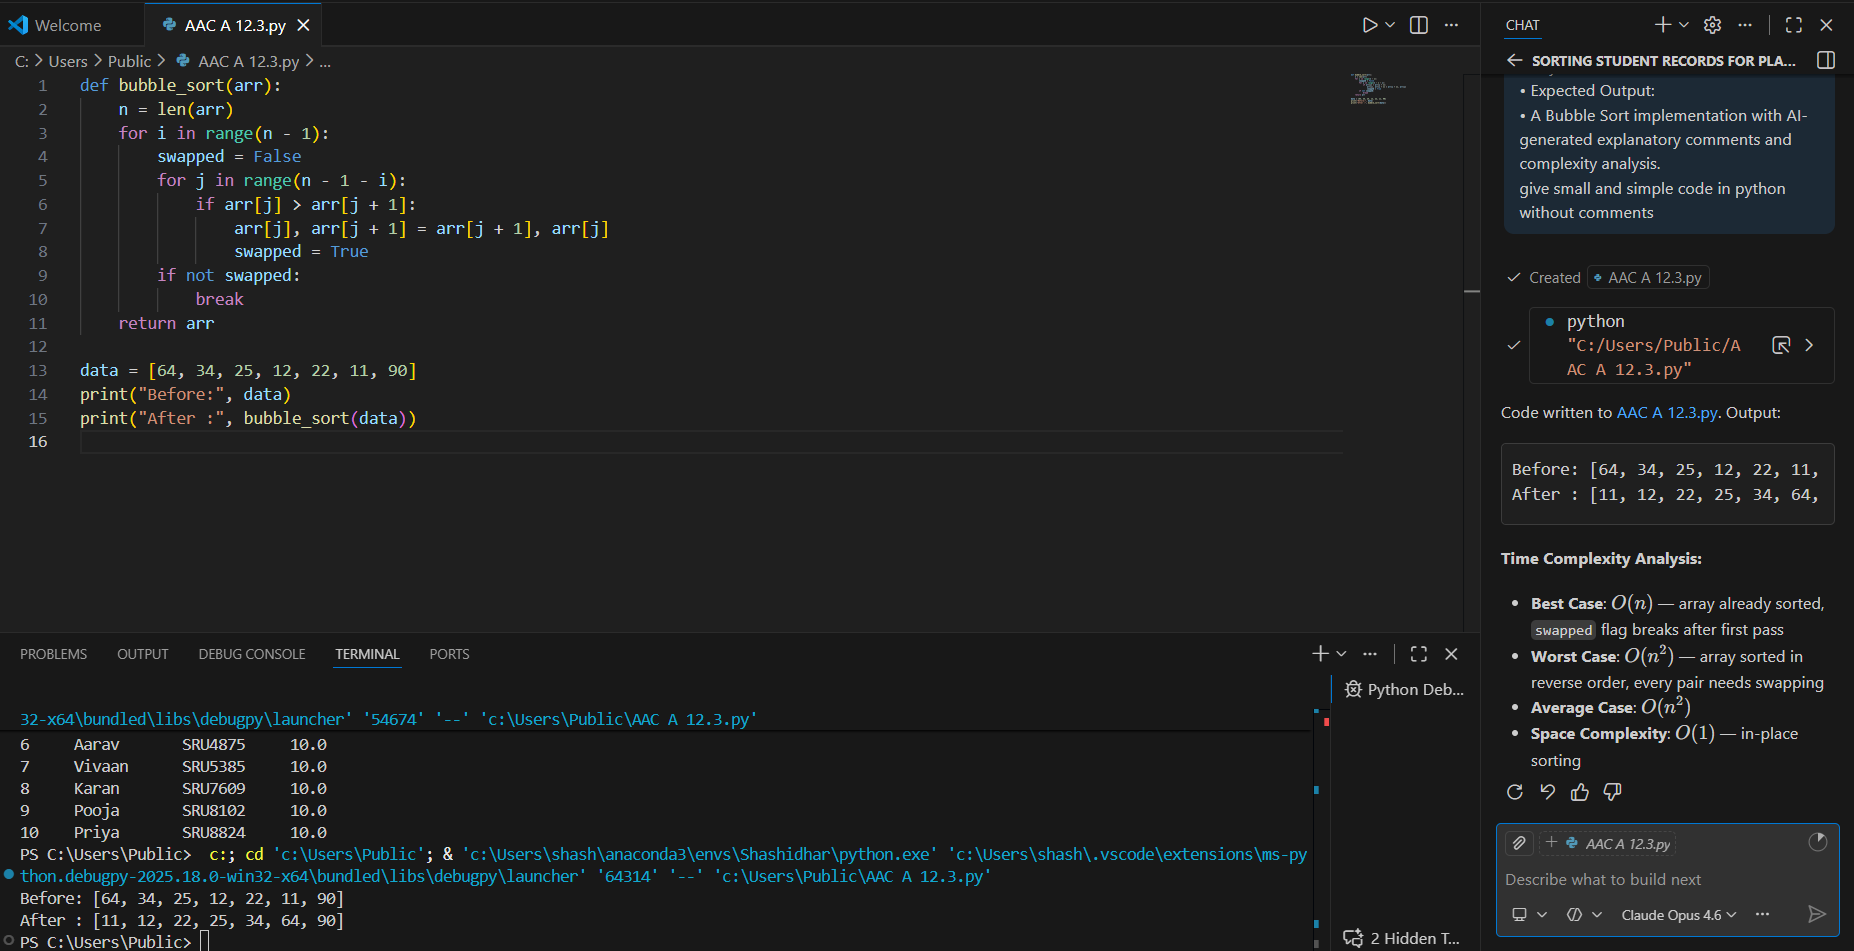 Welcome
AAC A 12.3.py
C: > Users > Public > AAC A 12.3.py > ...
1 def bubble_sort(arr):
2 n = len(arr)
3 for i in range(n - 1):
4 swapped = False
5 for j in range(n - 1 - i):
6 if arr[j] > arr[j + 1]:
7 arr[j], arr[j + 1] = arr[j + 1], arr[j]
8 swapped = True
9 if not swapped:
10 break
11 return arr
12
13 data = [64, 34, 25, 12, 22, 11, 90]
14 print("Before:", data)
15 print("After :", bubble_sort(data))
16
PROBLEMS OUTPUT DEBUG CONSOLE TERMINAL PORTS
Python Deb...
32-x64\bundled\libs\debugpy\launcher' '54674' '--' 'c:\Users\Public\AAC A 12.3.py'
6 Aarav SRU4875 10.0
7 Vivaan SRU5385 10.0
8 Karan SRU7609 10.0
9 Pooja SRU8102 10.0
10 Priya SRU8824 10.0
PS C:\Users\Public> c:; cd 'c:\Users\Public'; & 'c:\Users\shash\anaconda3\envs\Shashidhar\python.exe' 'c:\Users\shash\.vscode\extensions\ms-py
thon.debugpy-2025.18.0-win32-x64\bundled\libs\debugpy\launcher' '64314' '--' 'c:\Users\Public\AAC A 12.3.py'
Before: [64, 34, 25, 12, 22, 11, 90]
After : [11, 12, 22, 25, 34, 64, 90]
PS C:\Users\Public>
2 Hidden T...
CHAT
SORTING STUDENT RECORDS FOR PLA...
• Expected Output:
• A Bubble Sort implementation with AI-
generated explanatory comments and
complexity analysis.
give small and simple code in python
without comments
Created AAC A 12.3.py
python
"C:/Users/Public/A
AC A 12.3.py"
Code written to AAC A 12.3.py. Output:
Before: [64, 34, 25, 12, 22, 11,
After : [11, 12, 22, 25, 34, 64,
Time Complexity Analysis:
• Best Case: O(n) — array already sorted,
swapped flag breaks after first pass
• Worst Case: O(n²) — array sorted in
reverse order, every pair needs swapping
• Average Case: O(n²)
• Space Complexity: O(1) — in-place
sorting
AAC A 12.3.py
Describe what to build next
Claude Opus 4.6